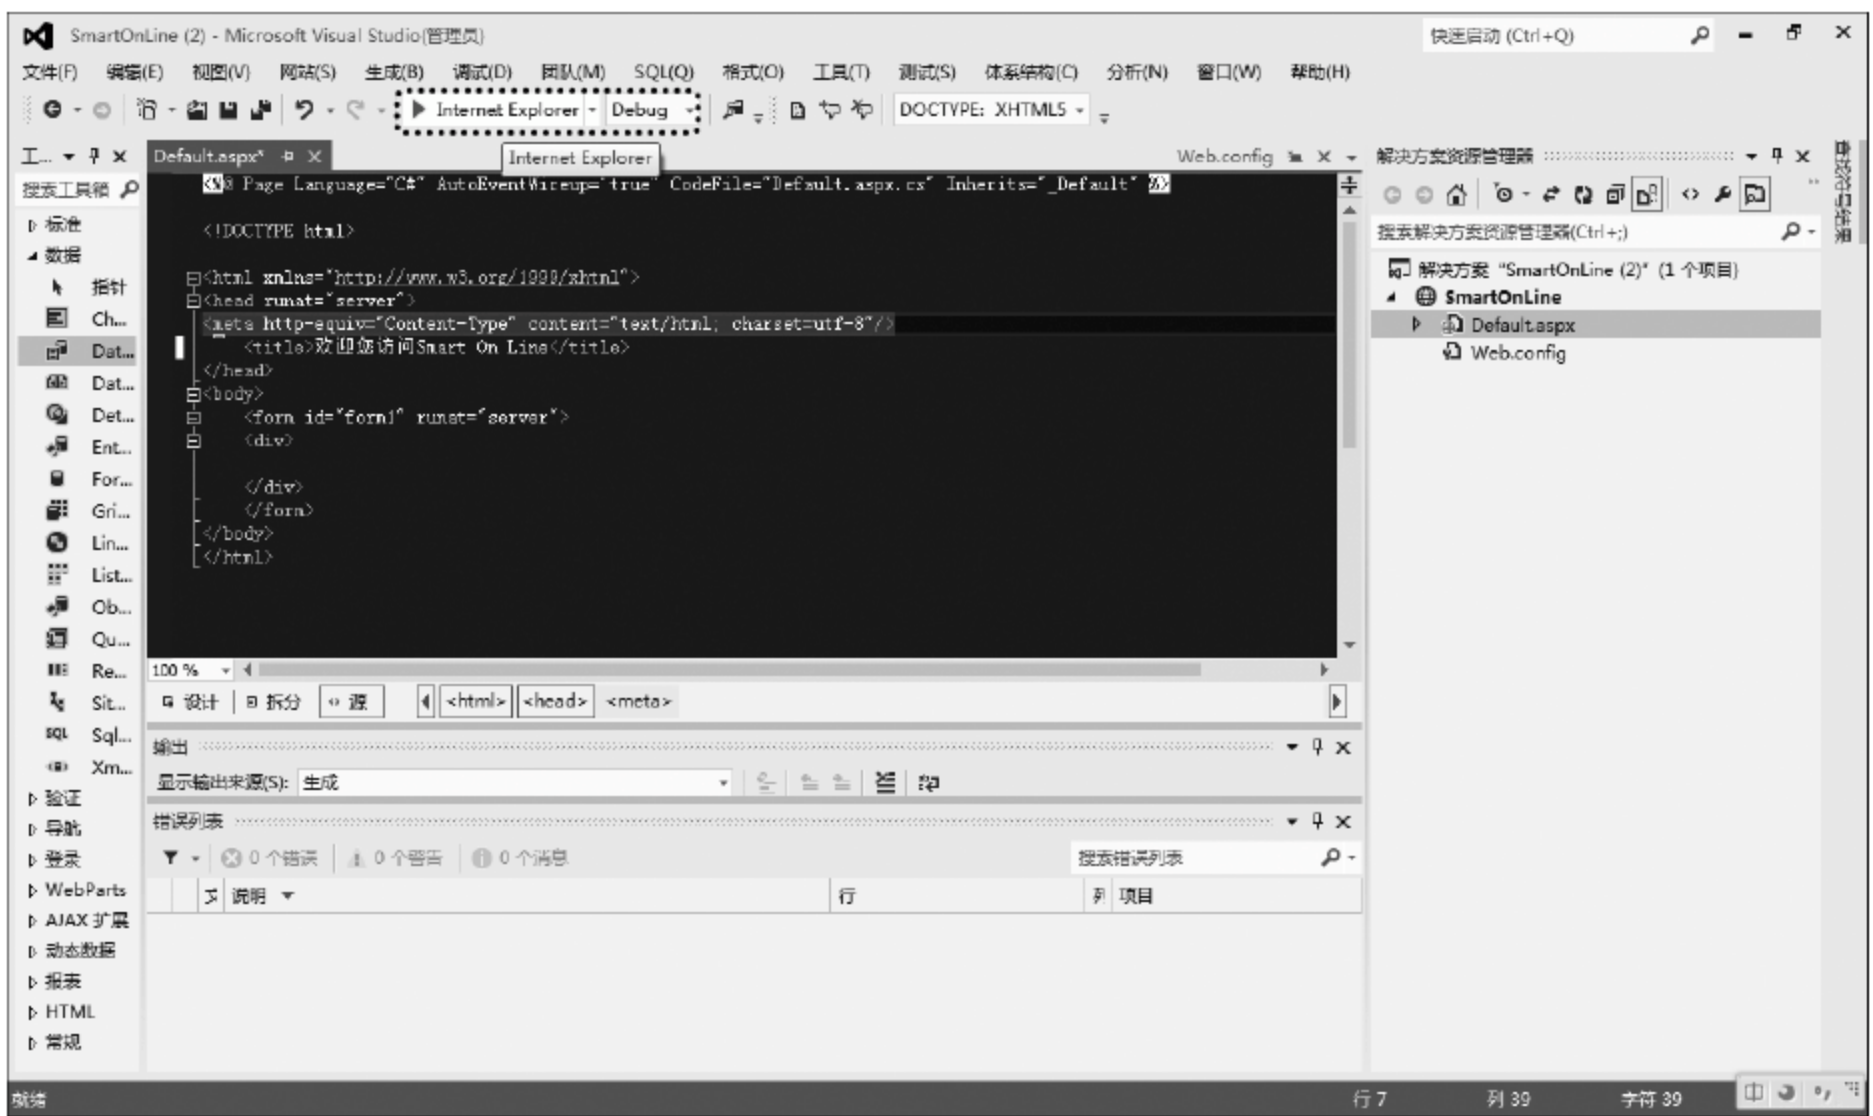 SmartOnLine (2) - Microsoft Visual Studio(管理员)
快速启动 (Ctrl+Q)
文件(F) 编辑(E) 视图(V) 网站(S) 生成(B) 调试(D) 团队(M) SQL(Q) 格式(O) 工具(T) 测试(S) 体系结构(C) 分析(N) 窗口(W) 帮助(H)
Internet Explorer Debug DOCTYPE: XHTML5
工...
Default.aspx*
Internet Explorer
Web.config
解决方案资源管理器
搜索工具箱
<%@ Page Language="C#" AutoEventWireup="true" CodeFile="Default.aspx.cs" Inherits="_Default" %>
<!DOCTYPE html>
<html xmlns="http://www.w3.org/1999/xhtml">
<head runat="server">
<meta http-equiv="Content-Type" content="text/html; charset=utf-8"/>
<title>欢迎您访问Smart On Line</title>
</head>
<body>
<form id="form1" runat="server">
<div>
</div>
</form>
</body>
</html>
标准
数据
指针
Ch...
Dat...
Dat...
Det...
Ent...
For...
Gri...
Lin...
List...
Ob...
Qu...
Re...
Sit...
SQL Sql...
Xm...
验证
导航
登录
WebParts
AJAX 扩展
动态数据
报表
HTML
常规
100 %
设计 拆分 源 <html> <head> <meta>
输出
显示输出来源(S): 生成
错误列表
0 个错误 0 个警告 0 个消息
搜索错误列表
说明 行 列 项目
搜索解决方案资源管理器(Ctrl+;)
解决方案 "SmartOnLine (2)" (1 个项目)
SmartOnLine
Default.aspx
Web.config
就绪
行 7 列 39 字符 39
中